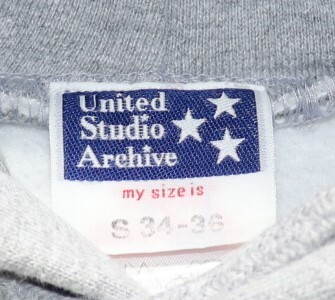 United
Studio
Archive
my size is
S 34-36